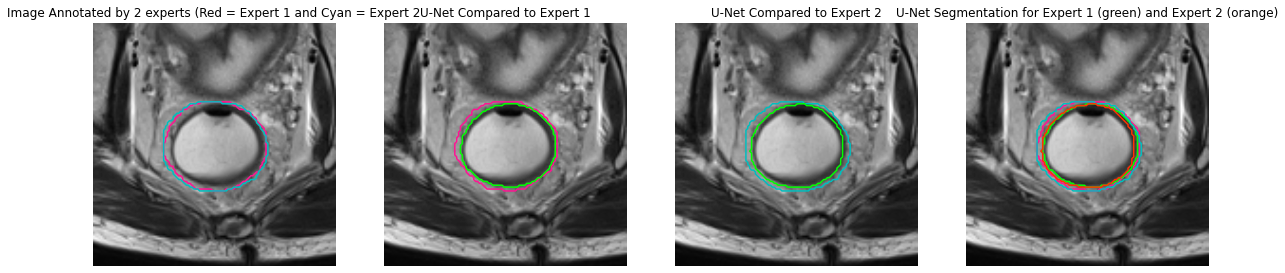 Image Annotated by 2 experts (Red = Expert 1 and Cyan = Expert 2
U-Net Compared to Expert 1
U-Net Compared to Expert 2
U-Net Segmentation for Expert 1 (green) and Expert 2 (orange)